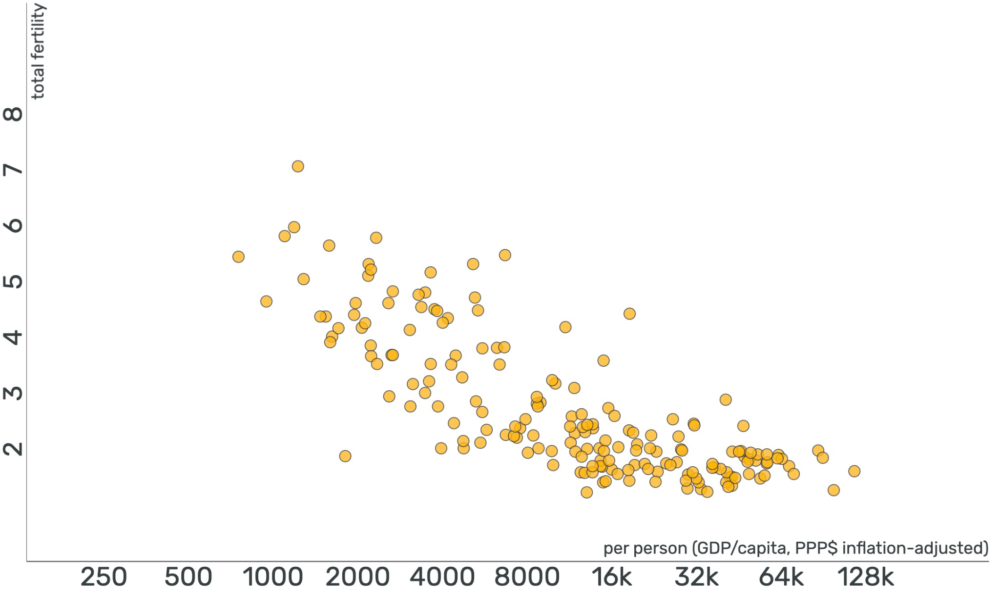 total fertility
8
7
6
5
4
3
2
per person (GDP/capita, PPP$ inflation-adjusted)
250 500 1000 2000 4000 8000 16k 32k 64k 128k